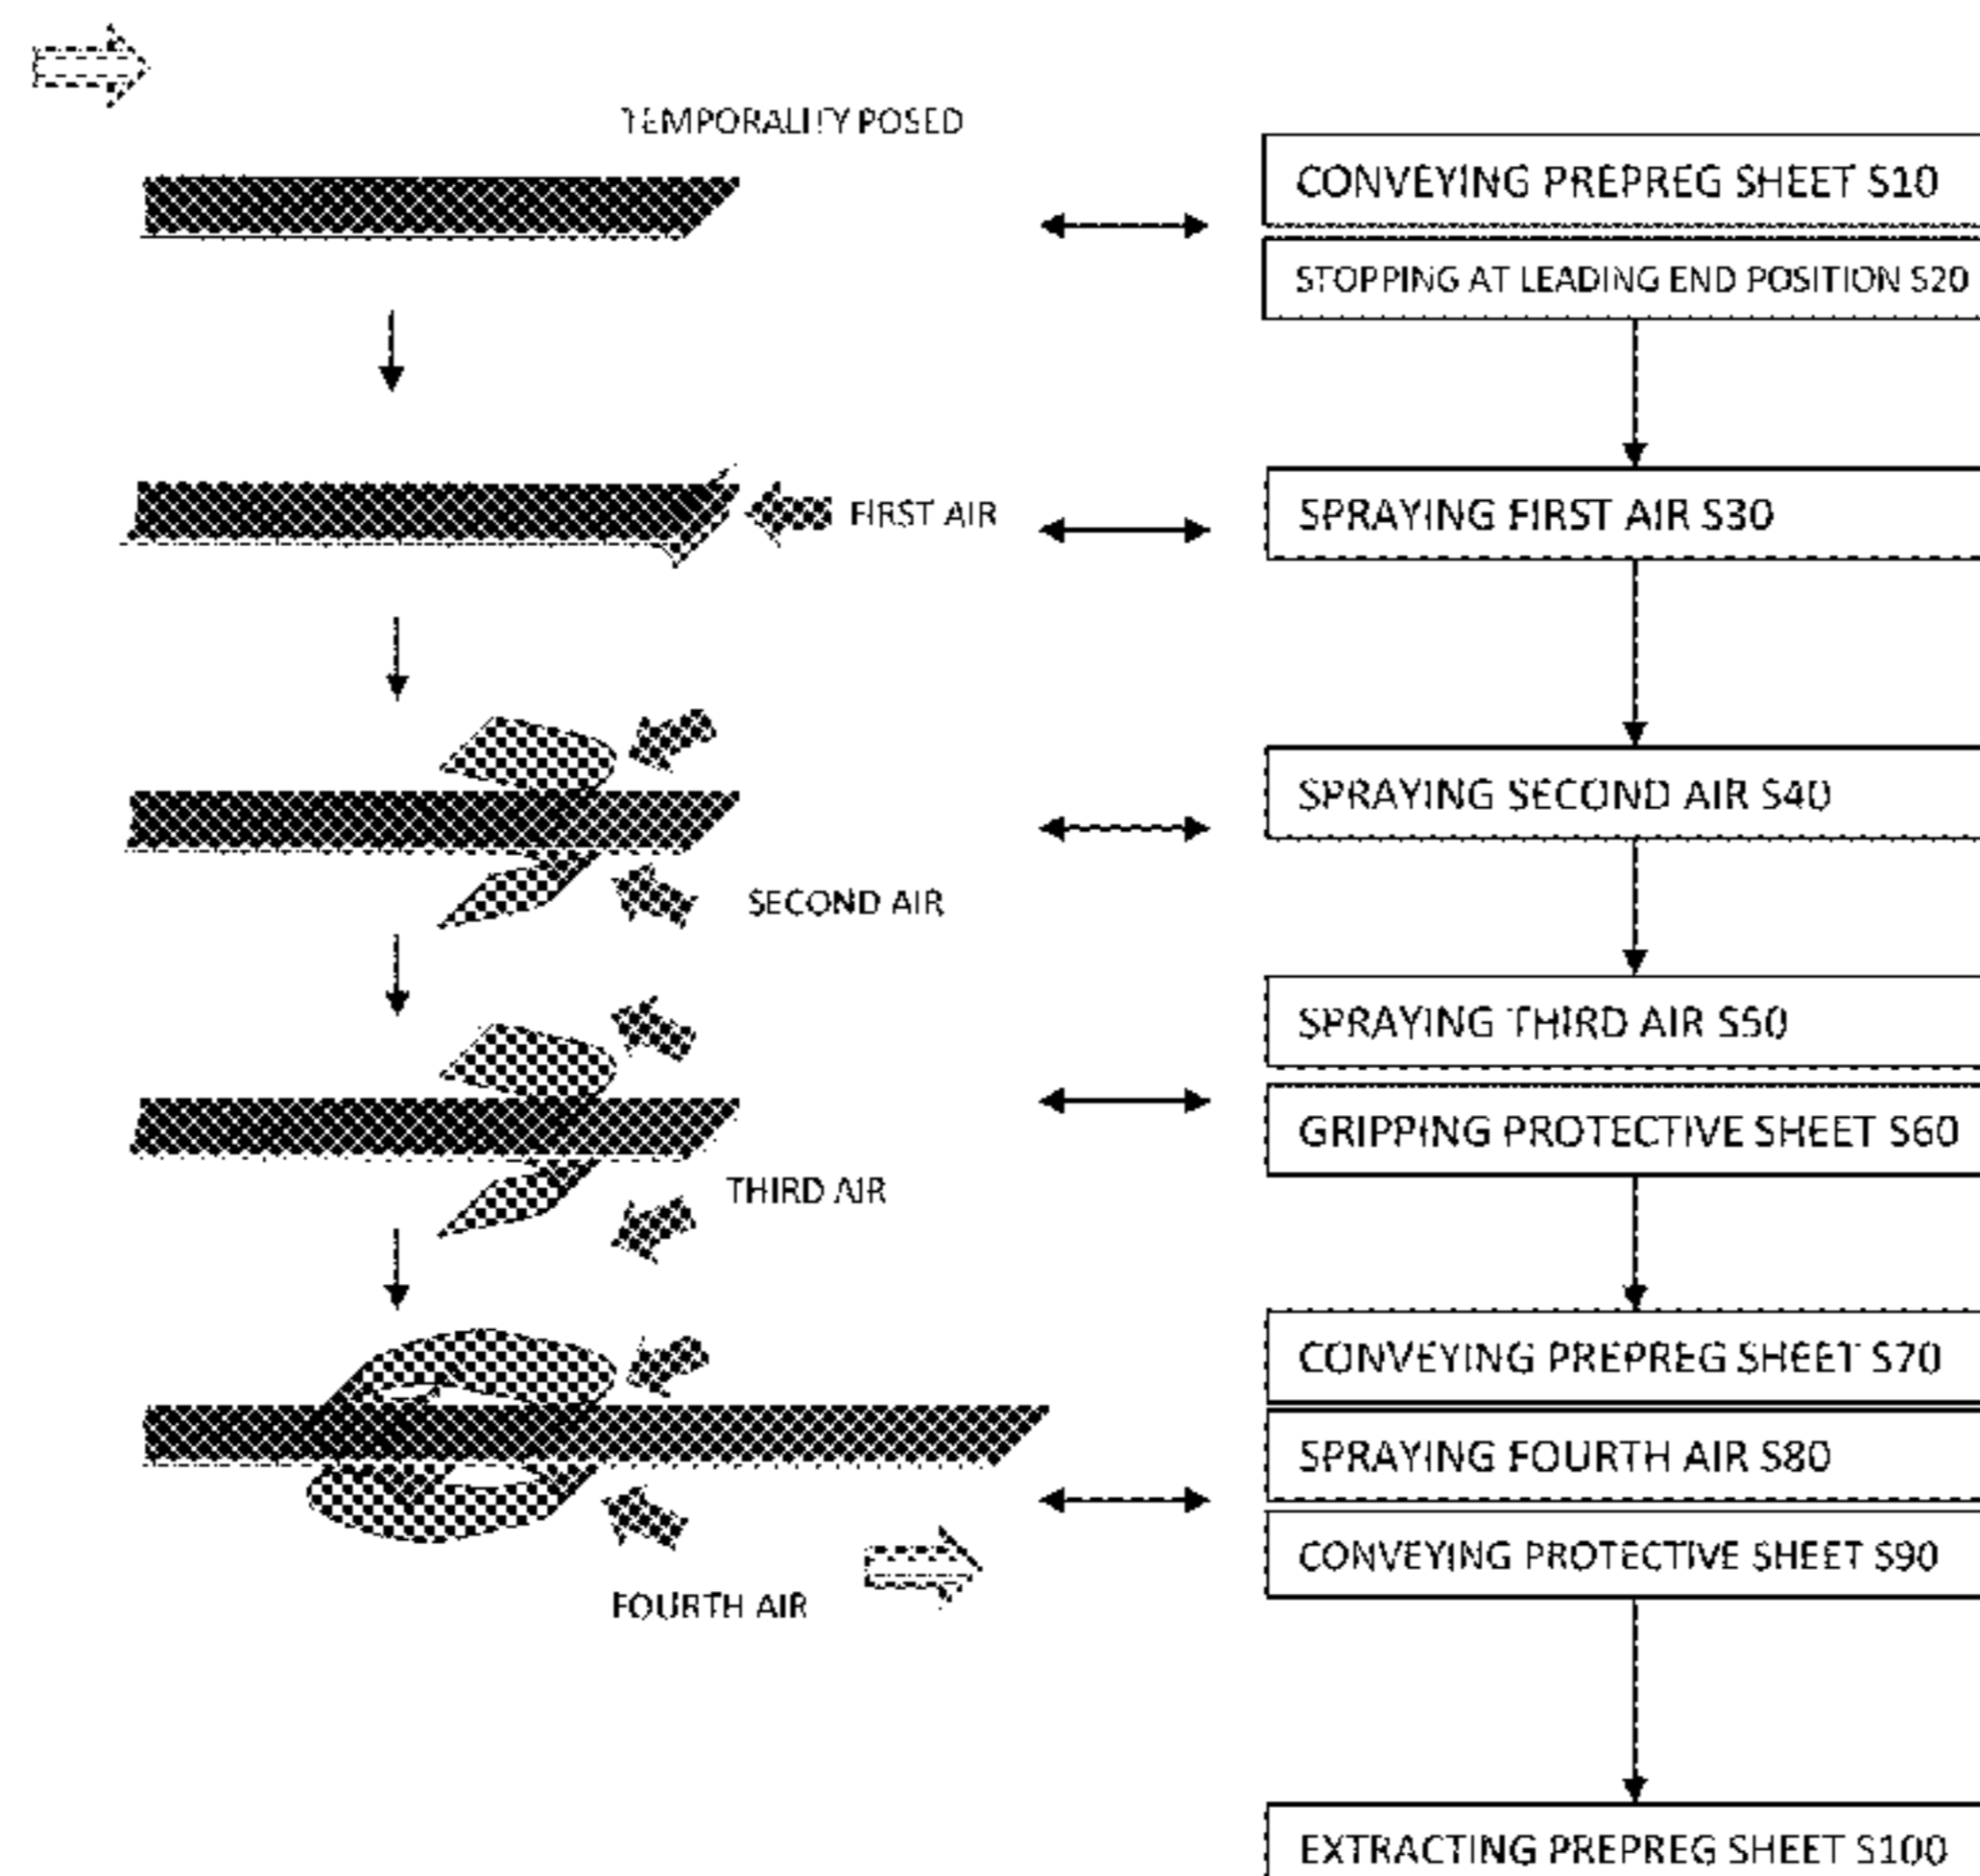 TEMPORALITY POSED
CONVEYING PREPREG SHEET S10
STOPPING AT LEADING END POSITION S20
FIRST AIR
SPRAYING FIRST AIR S30
SPRAYING SECOND AIR S40
SECOND AIR
SPRAYING THIRD AIR S50
GRIPPING PROTECTIVE SHEET S60
THIRD AIR
CONVEYING PREPREG SHEET S70
SPRAYING FOURTH AIR S80
CONVEYING PROTECTIVE SHEET S90
FOURTH AIR
EXTRACTING PREPREG SHEET S100